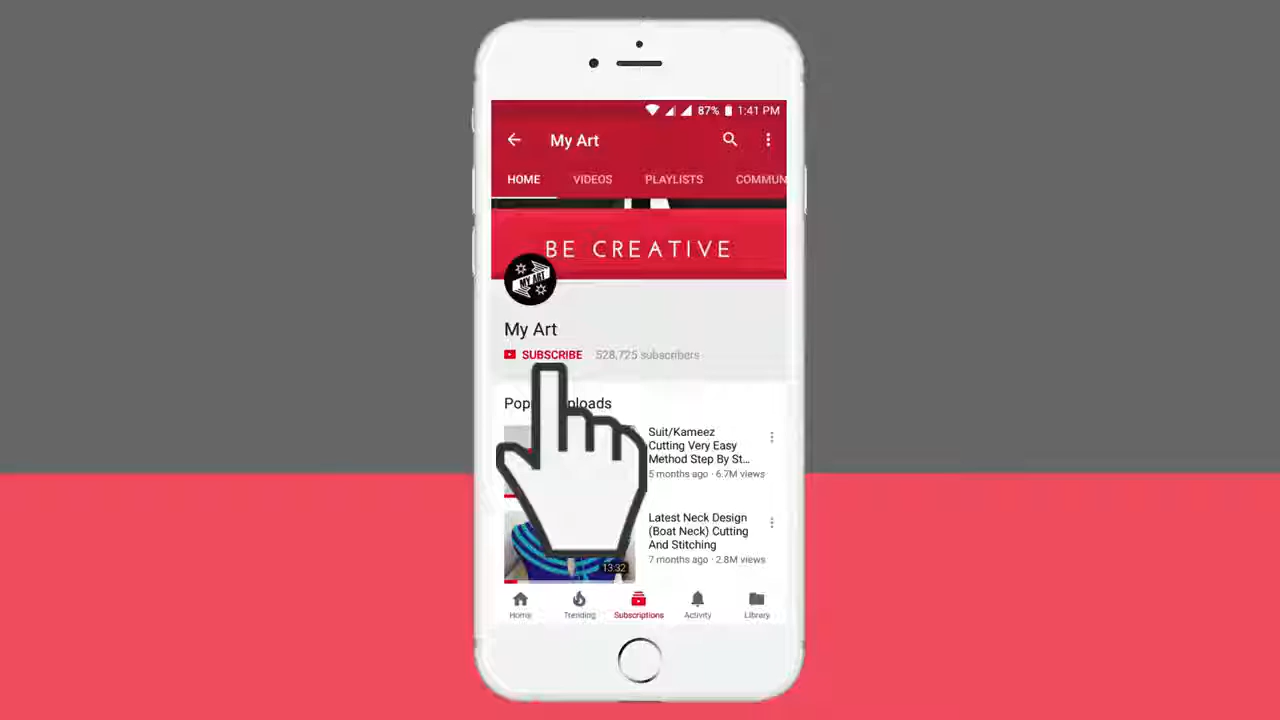 87% 1:41 PM
My Art
HOME VIDEOS PLAYLISTS COMMUN
BE CREATIVE
MY ART
My Art
SUBSCRIBE 528,725 subscribers
Pop nloads
Suit/Kameez
Cutting Very Easy
Method Step By St...
5 months ago · 6.7M views
Latest Neck Design
(Boat Neck) Cutting
And Stitching
7 months ago · 2.8M views
13:32
Home Trending Subscriptions Activity Library